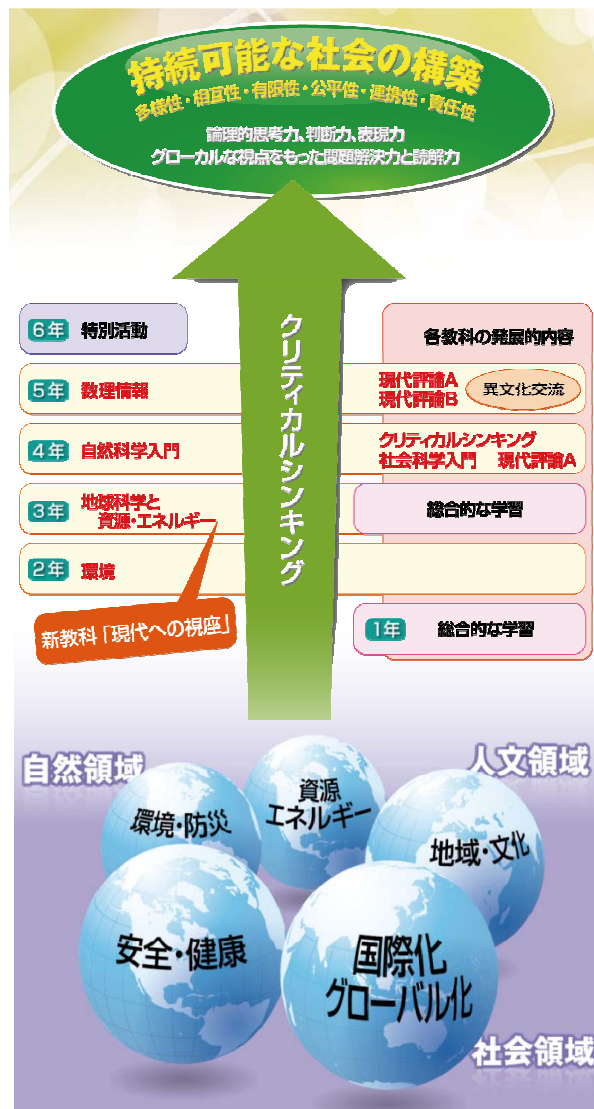 持続可能な社会の構築
多様性・相互性・有限性・公平性・連携性・責任性
論理的思考力、判断力、表現力
グローカルな視点をもった問題解決力と読解力
クリティカルシンキング
6年 特別活動
各教科の発展的内容
5年 数理情報
現代評論A
現代評論B
異文化交流
4年 自然科学入門
クリティカルシンキング
社会科学入門 現代評論A
3年 地球科学と
資源・エネルギー
総合的な学習
2年 環境
新教科「現代への視座」
1年 総合的な学習
自然領域
人文領域
資源
エネルギー
環境・防災
地域・文化
安全・健康
国際化
グローバル化
社会領域